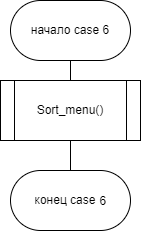 начало case 6
Sort_menu()
конец case 6